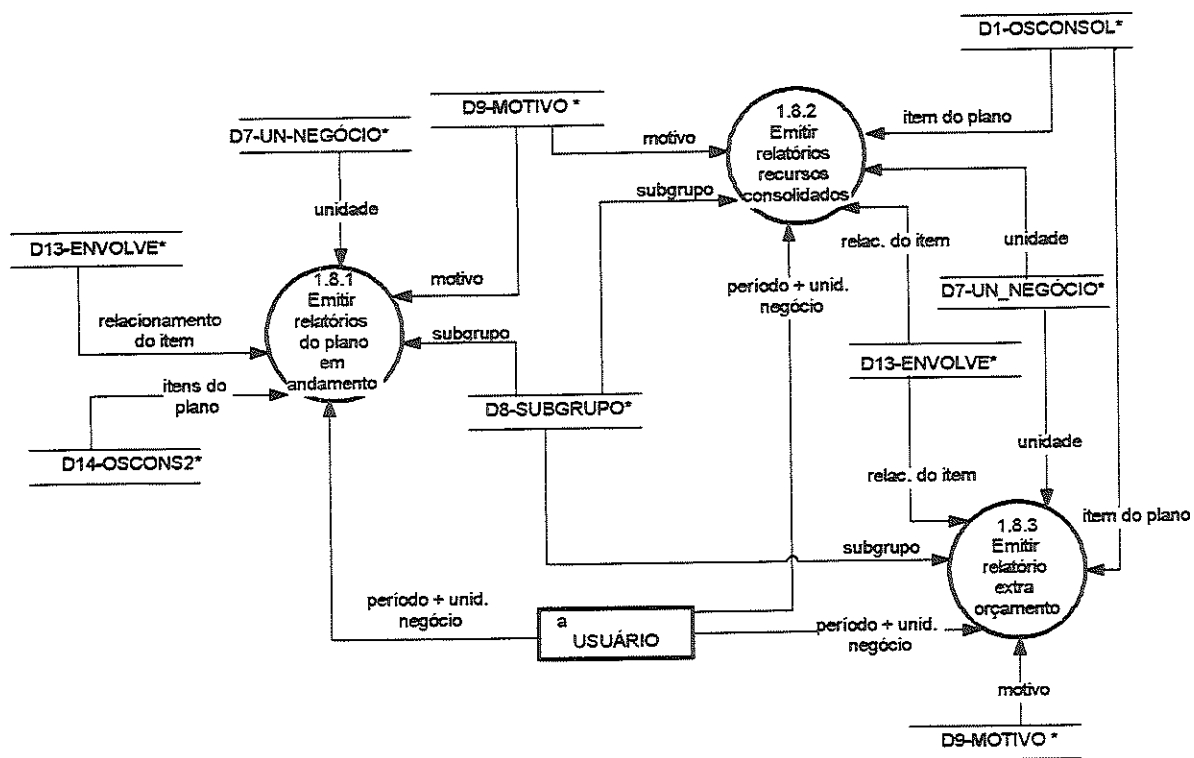 D1-OSCONSOL*
D9-MOTIVO *
D7-UN-NEGÓCIO*
1.8.2
Emitir
relatórios
recursos
consolidados
item do plano
motivo
subgrupo
unidade
D13-ENVOLVE*
relac. do item
unidade
1.8.1
Emitir
relatórios
do plano
em
andamento
motivo
período + unid.
negócio
D7-UN_NEGÓCIO*
relacionamento
do item
subgrupo
D13-ENVOLVE*
itens do
plano
D8-SUBGRUPO*
D14-OSCONS2*
unidade
relac. do item
item do plano
1.8.3
Emitir
relatório
extra
orçamento
subgrupo
período + unid.
negócio
a
USUÁRIO
período + unid.
negócio
motivo
D9-MOTIVO *